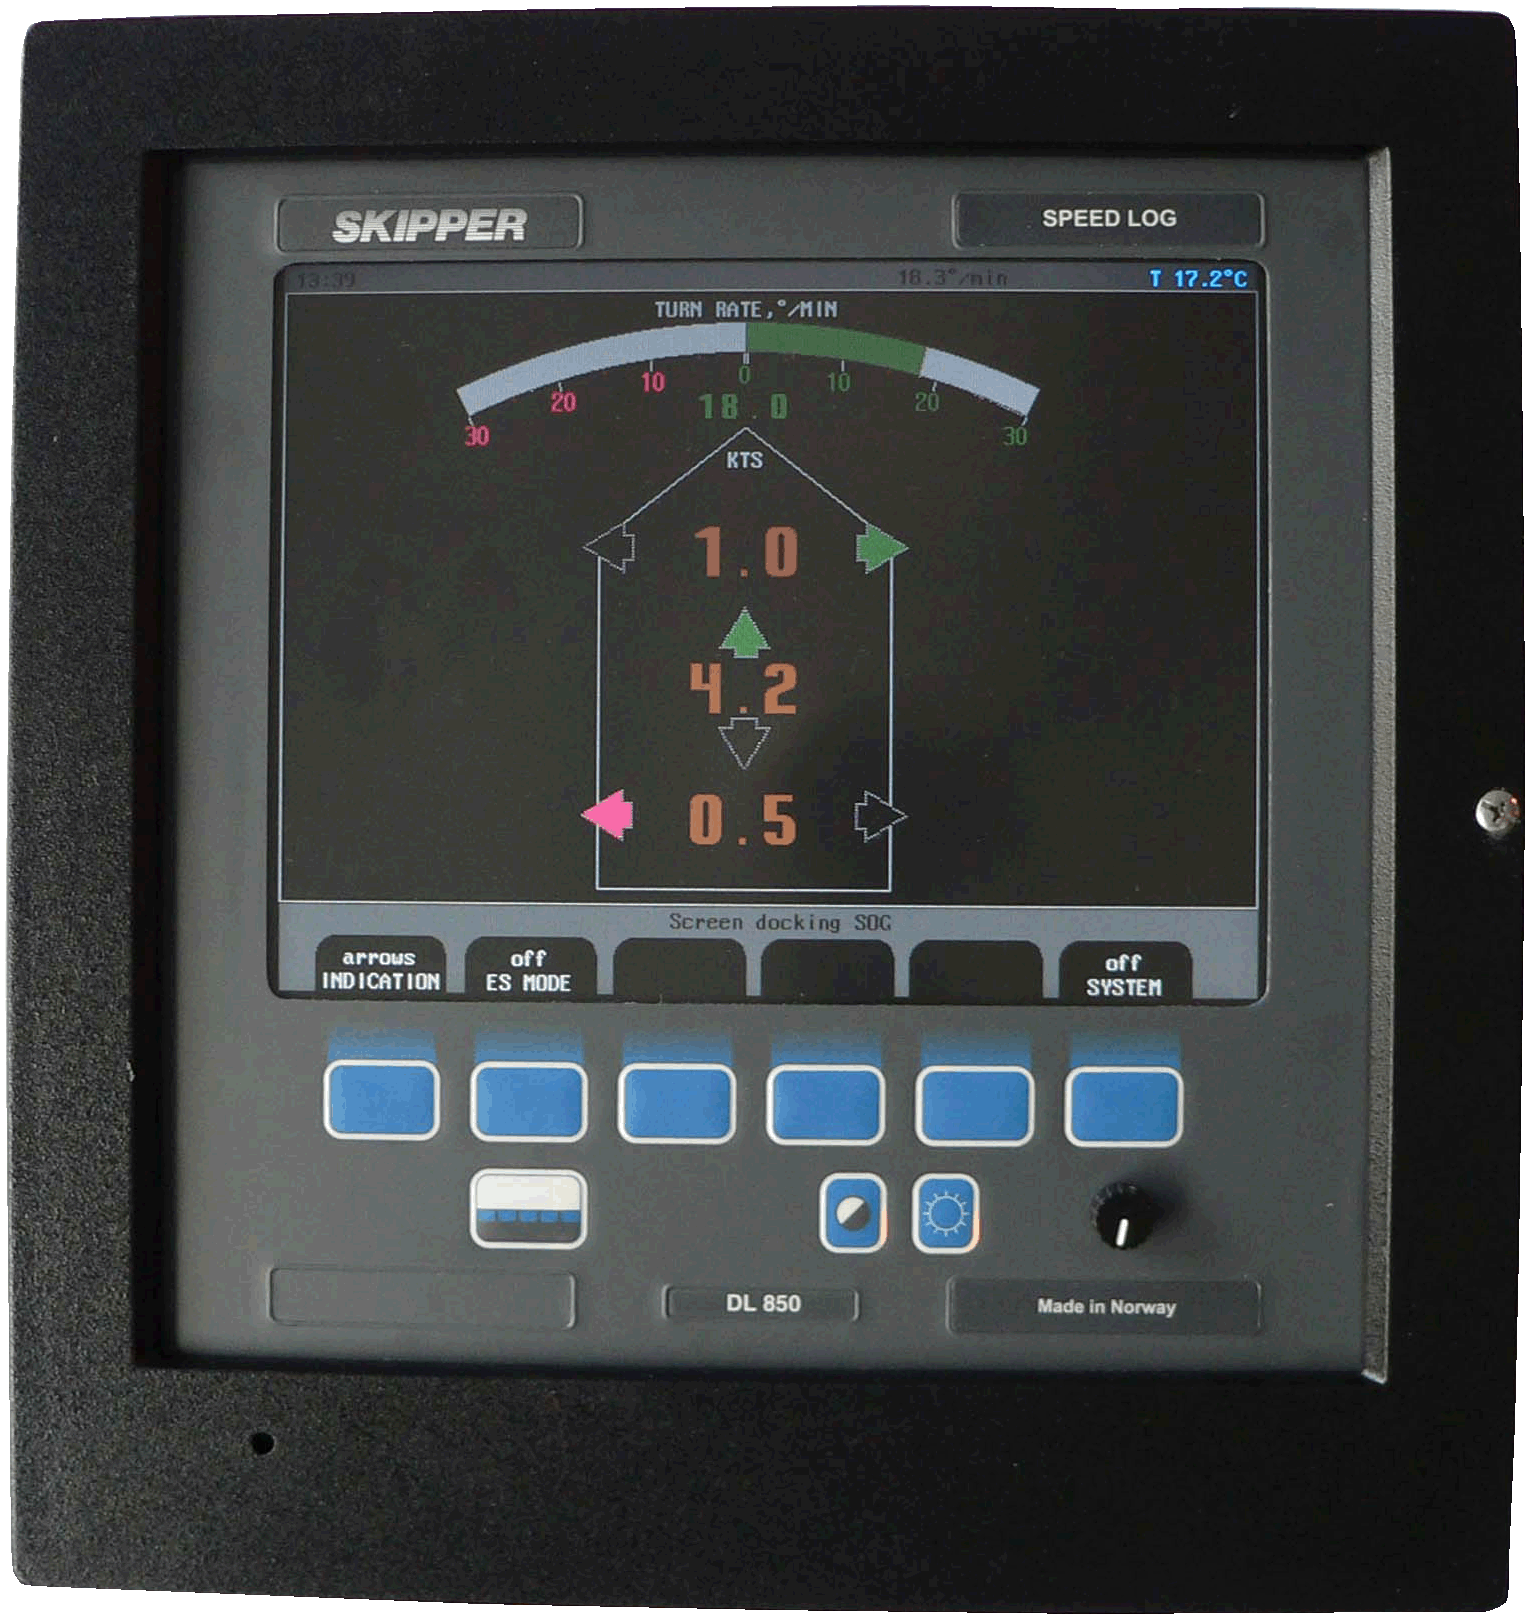 SKIPPER
SPEED LOG
13:39 18.3°/min T 17.2°C
TURN RATE,°/MIN
30 20 10 0 10 20 30
18.0
KTS
1.0
4.2
0.5
Screen docking SOG
arrows off off
INDICATION ES MODE SYSTEM
DL 850
Made in Norway